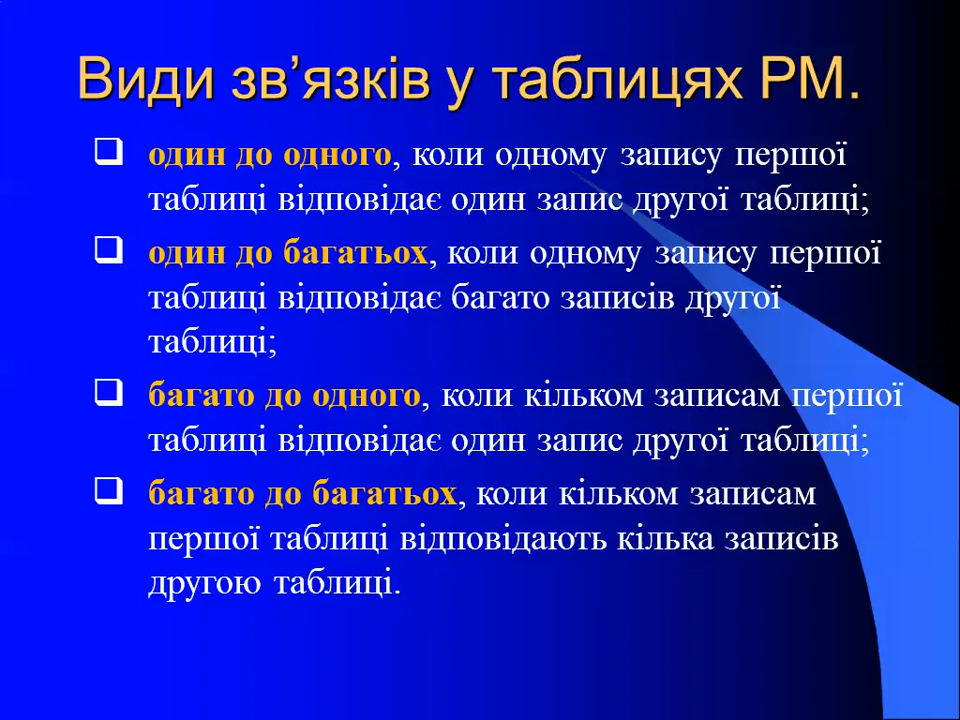 Види зв’язків у таблицях РМ.
один до одного, коли одному запису першої
таблиці відповідає один запис другої таблиці;
один до багатьох, коли одному запису першої
таблиці відповідає багато записів другої
таблиці;
багато до одного, коли кільком записам першої
таблиці відповідає один запис другої таблиці;
багато до багатьох, коли кільком записам
першої таблиці відповідають кілька записів
другою таблиці.